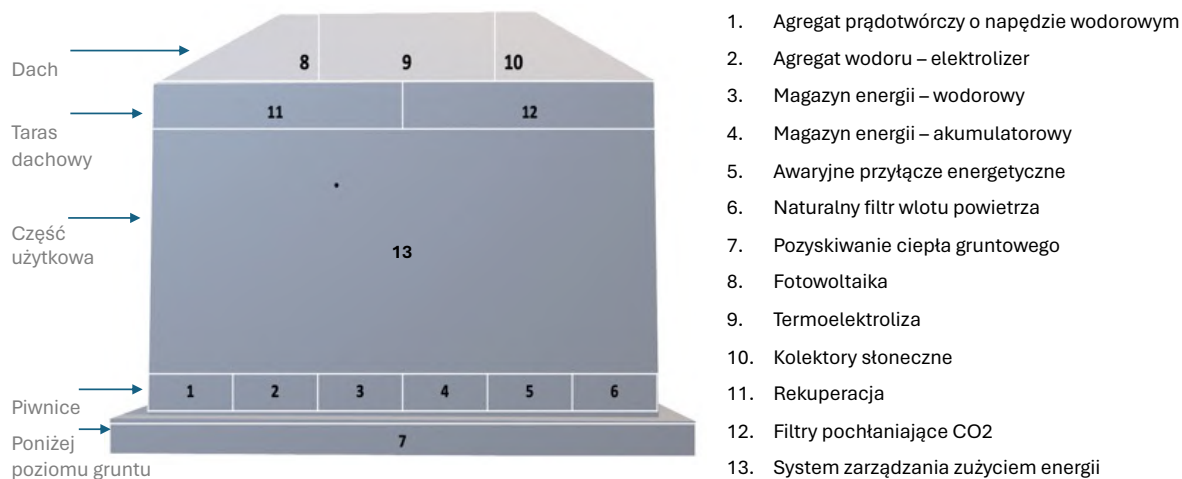 Dach
Taras
dachowy
Część
użytkowa
Piwnice
Poniżej
poziomu gruntu
8
9
10
11
12
13
1
2
3
4
5
6
7
1. Agregat prądotwórczy o napędzie wodorowym
2. Agregat wodoru – elektrolizer
3. Magazyn energii – wodorowy
4. Magazyn energii – akumulatorowy
5. Awaryjne przyłącze energetyczne
6. Naturalny filtr wlotu powietrza
7. Pozyskiwanie ciepła gruntowego
8. Fotowoltaika
9. Termoelektroliza
10. Kolektory słoneczne
11. Rekuperacja
12. Filtry pochłaniające CO2
13. System zarządzania zużyciem energii